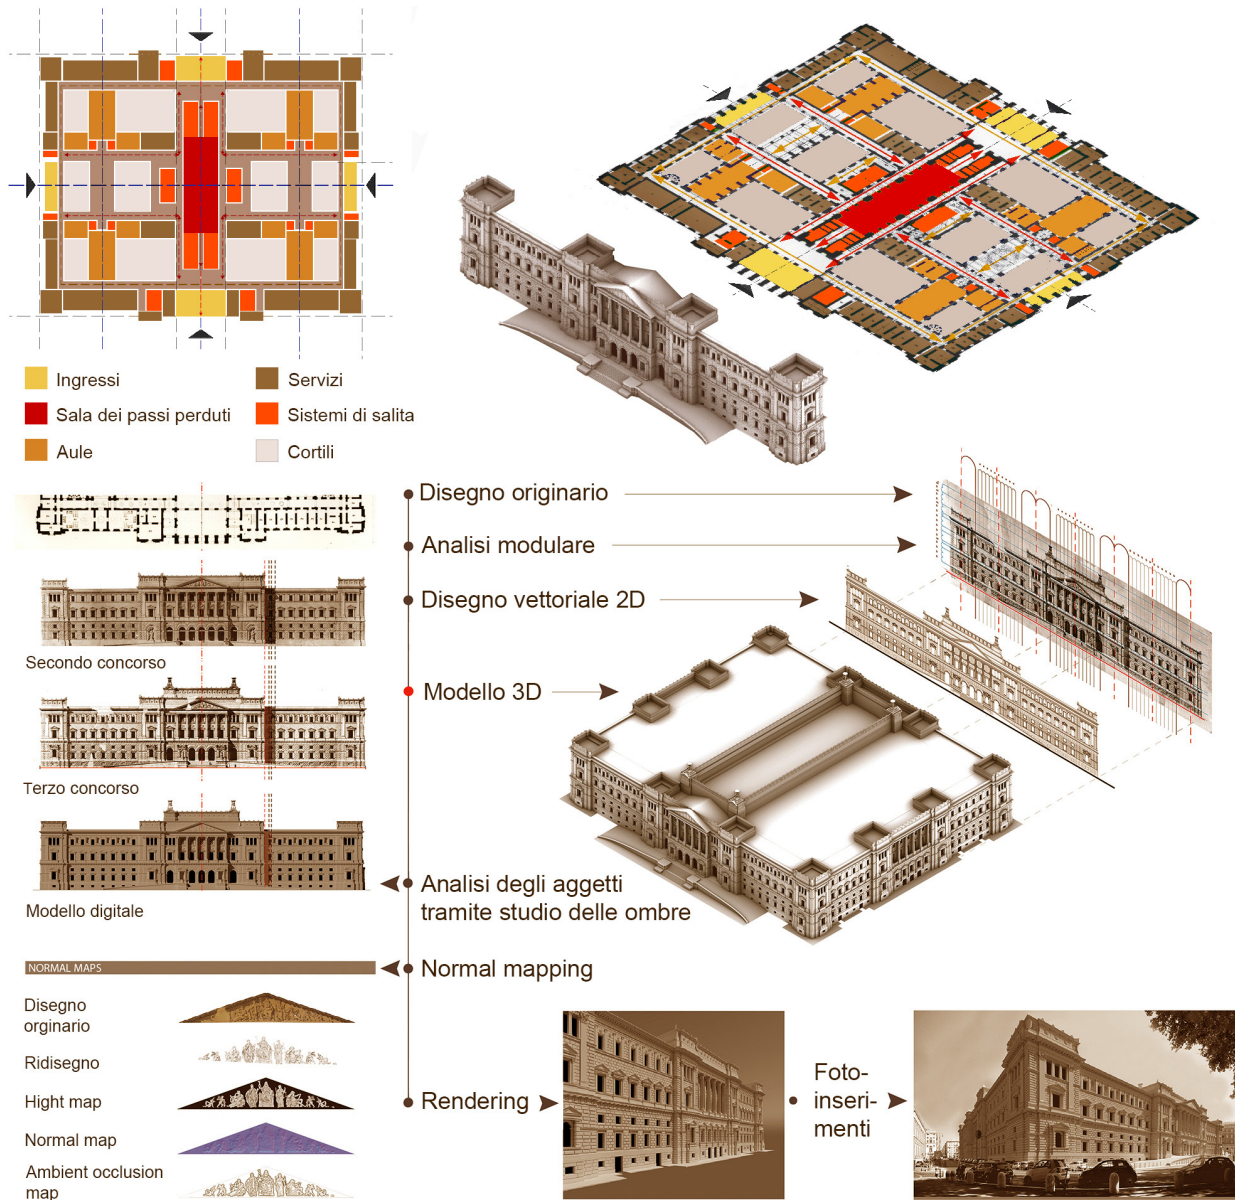 Ingressi
Servizi
Sala dei passi perduti
Sistemi di salita
Aule
Cortili
Disegno originario
Analisi modulare
Disegno vettoriale 2D
Secondo concorso
Modello 3D
Terzo concorso
Analisi degli aggetti
tramite studio delle ombre
Modello digitale
Normal mapping
NORMAL MAPS
Disegno
orginario
Ridisegno
Hight map
Normal map
Ambient occlusion
map
Rendering
Foto-
inseri-
menti